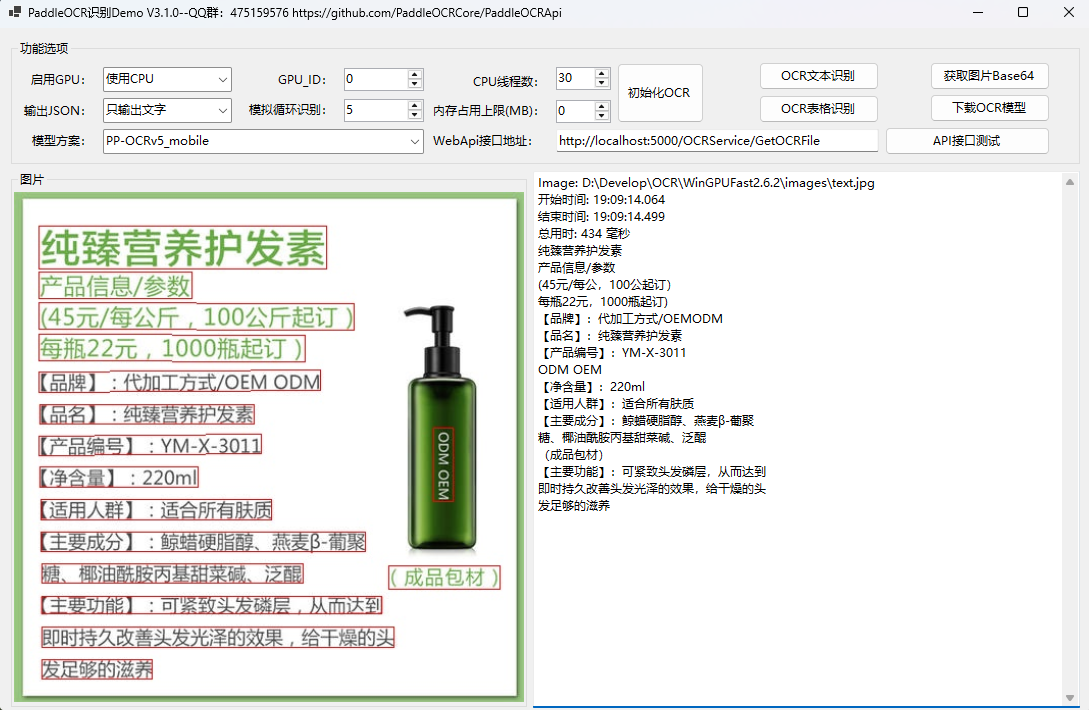 PaddleOCR识别Demo V3.1.0--QQ群：475159576 https://github.com/PaddleOCRCore/PaddleOCRApi
功能选项
启用GPU： 使用CPU GPU_ID： 0 CPU线程数： 30 初始化OCR OCR文本识别 获取图片Base64
输出JSON： 只输出文字 模拟循环识别： 5 内存占用上限(MB)： 0 OCR表格识别 下载OCR模型
模型方案： PP-OCRv5_mobile WebApi接口地址： http://localhost:5000/OCRService/GetOCRFile API接口测试
图片
纯臻营养护发素
产品信息/参数
(45元/每公斤，100公斤起订）
每瓶22元，1000瓶起订）
【品牌】：代加工方式/OEM ODM
【品名】：纯臻营养护发素
【产品编号】：YM-X-3011
【净含量】：220ml
【适用人群】：适合所有肤质
【主要成分】：鲸蜡硬脂醇、燕麦β-葡聚
糖、椰油酰胺丙基甜菜碱、泛醌
【主要功能】：可紧致头发磷层，从而达到
即时持久改善头发光泽的效果，给干燥的头
发足够的滋养
ODM OEM
（成品包材）
Image: D:\Develop\OCR\WinGPUFast2.6.2\images\text.jpg
开始时间: 19:09:14.064
结束时间: 19:09:14.499
总用时: 434 毫秒
纯臻营养护发素
产品信息/参数
(45元/每公，100公起订）
每瓶22元，1000瓶起订)
【品牌】：代加工方式/OEMODM
【品名】：纯臻营养护发素
【产品编号】：YM-X-3011
ODM OEM
【净含量】：220ml
【适用人群】：适合所有肤质
【主要成分】：鲸蜡硬脂醇、燕麦β-葡聚
糖、椰油酰胺丙基甜菜碱、泛醌
（成品包材）
【主要功能】：可紧致头发磷层，从而达到
即时持久改善头发光泽的效果，给干燥的头
发足够的滋养